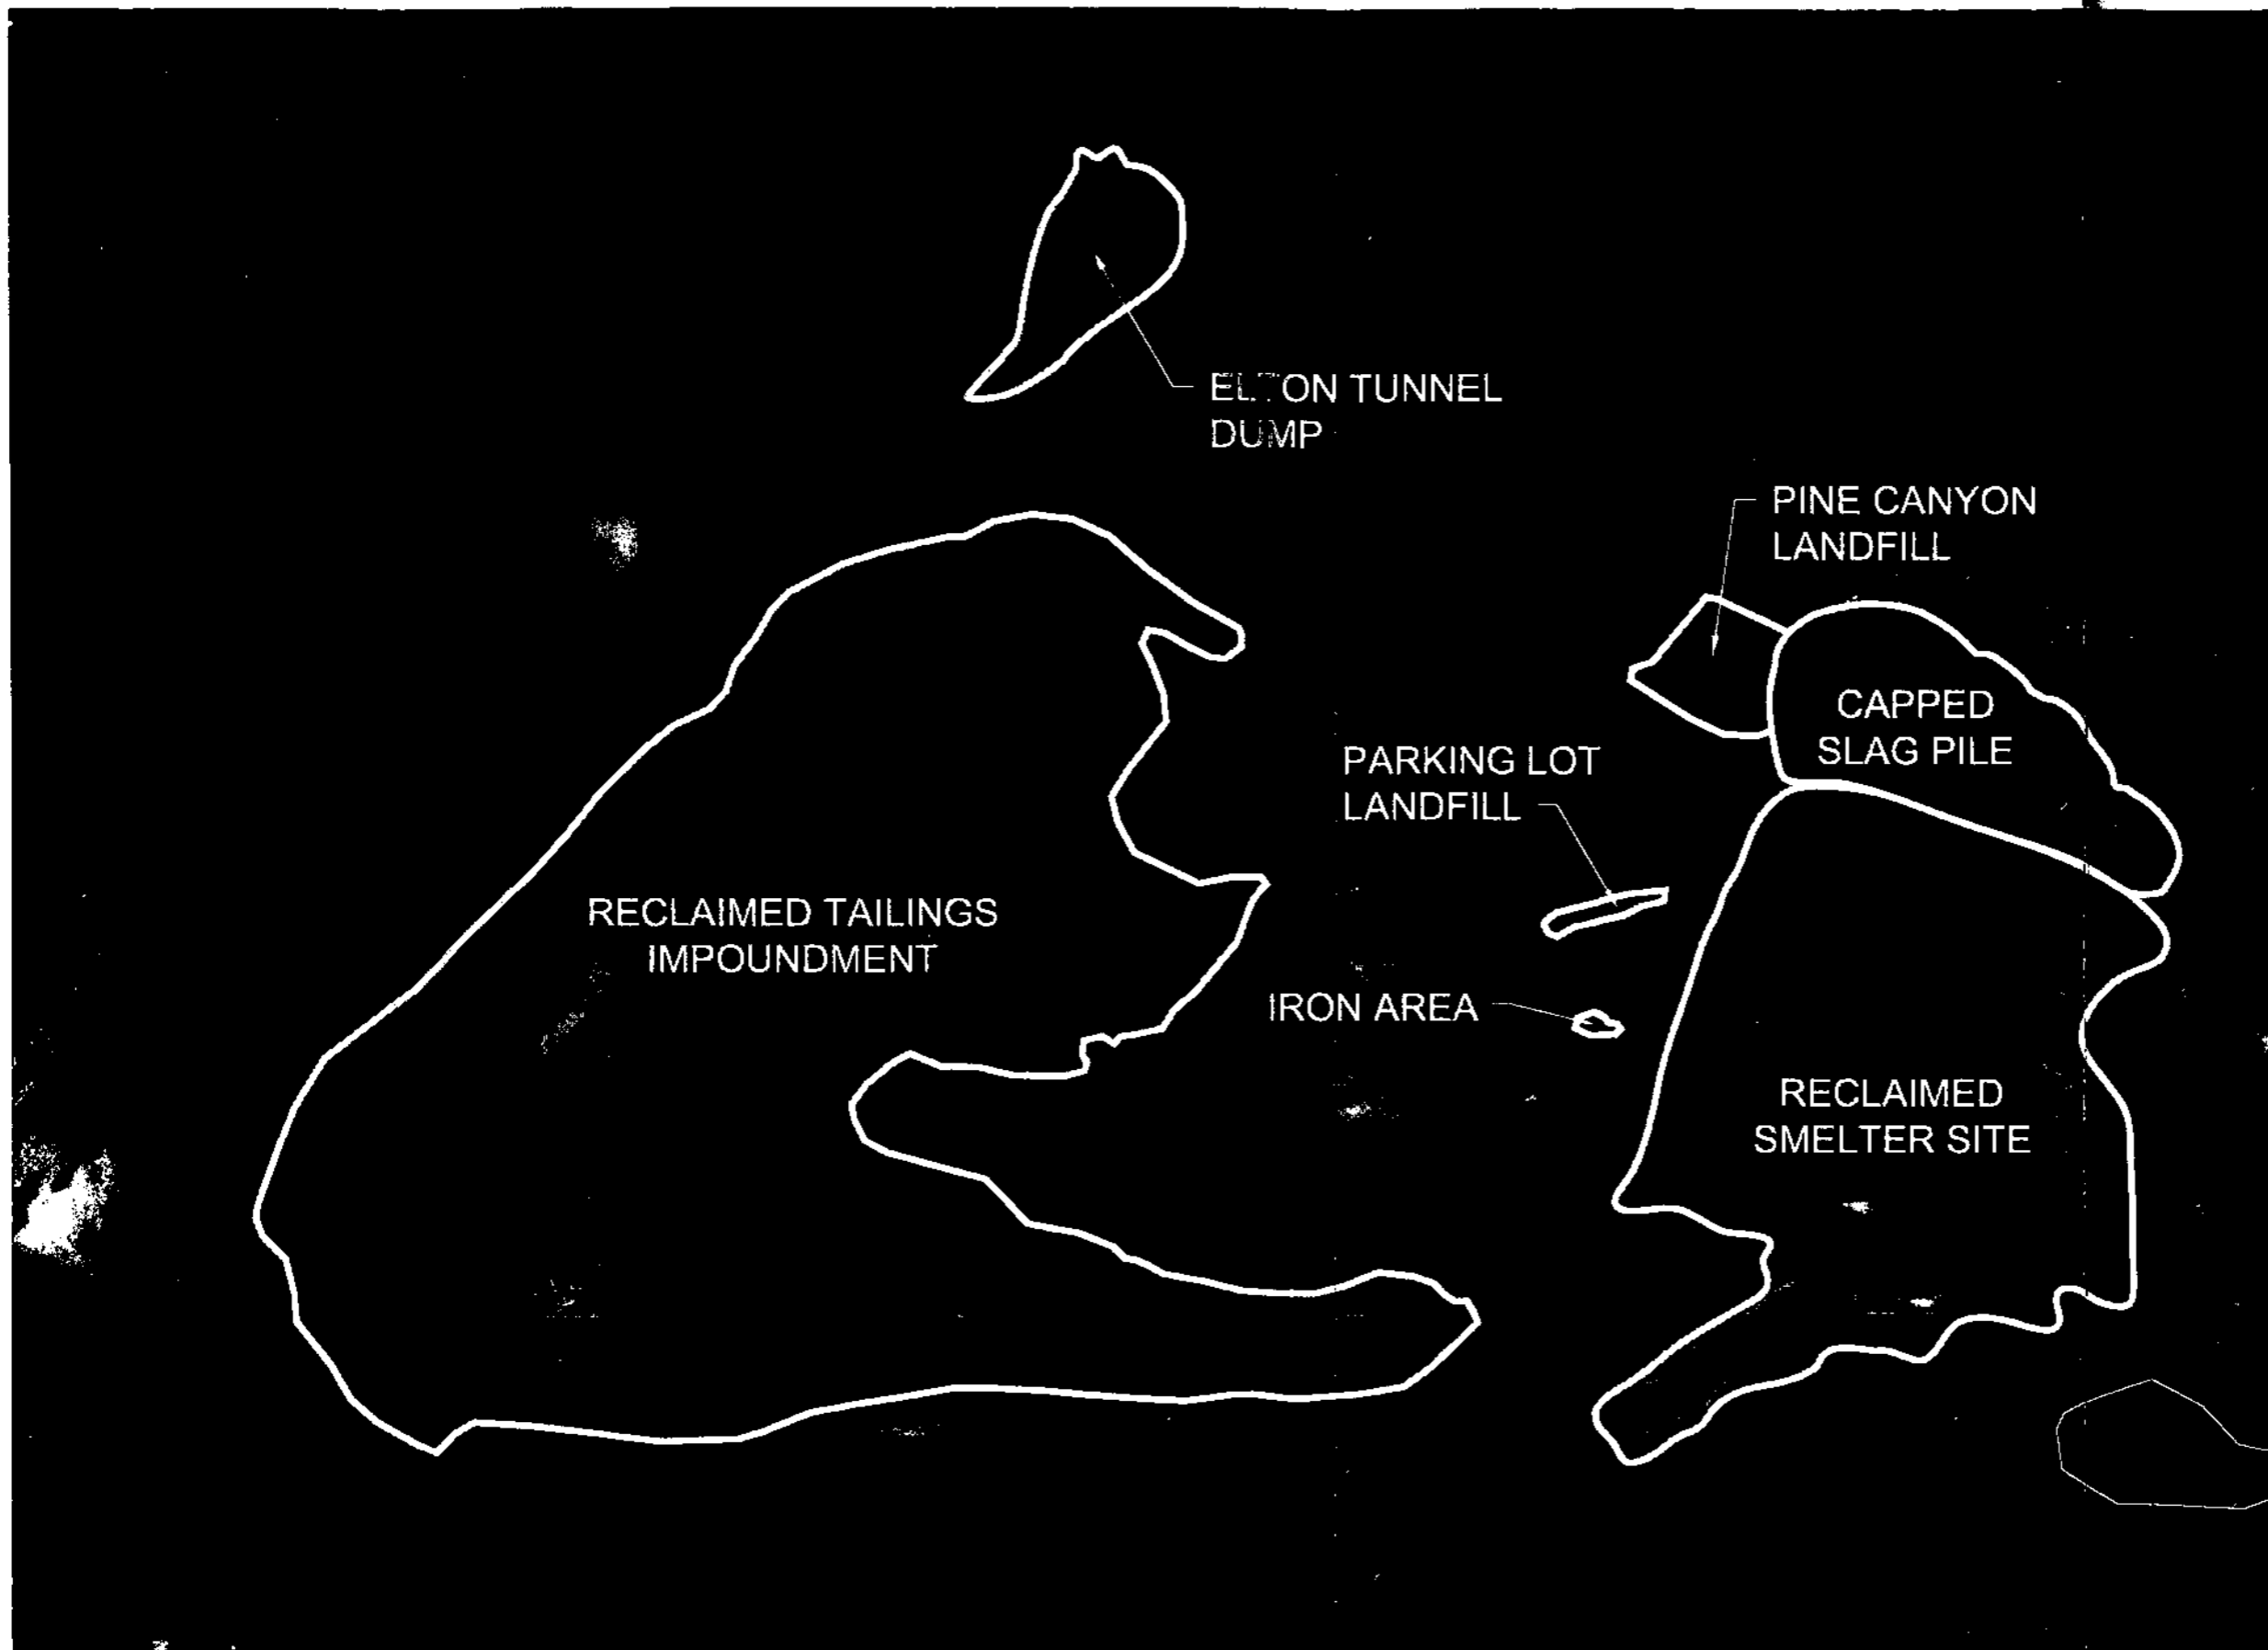 ELTON TUNNEL
DUMP
PINE CANYON
LANDFILL
CAPPED
SLAG PILE
PARKING LOT
LANDFILL
RECLAIMED TAILINGS
IMPOUNDMENT
IRON AREA
RECLAIMED
SMELTER SITE